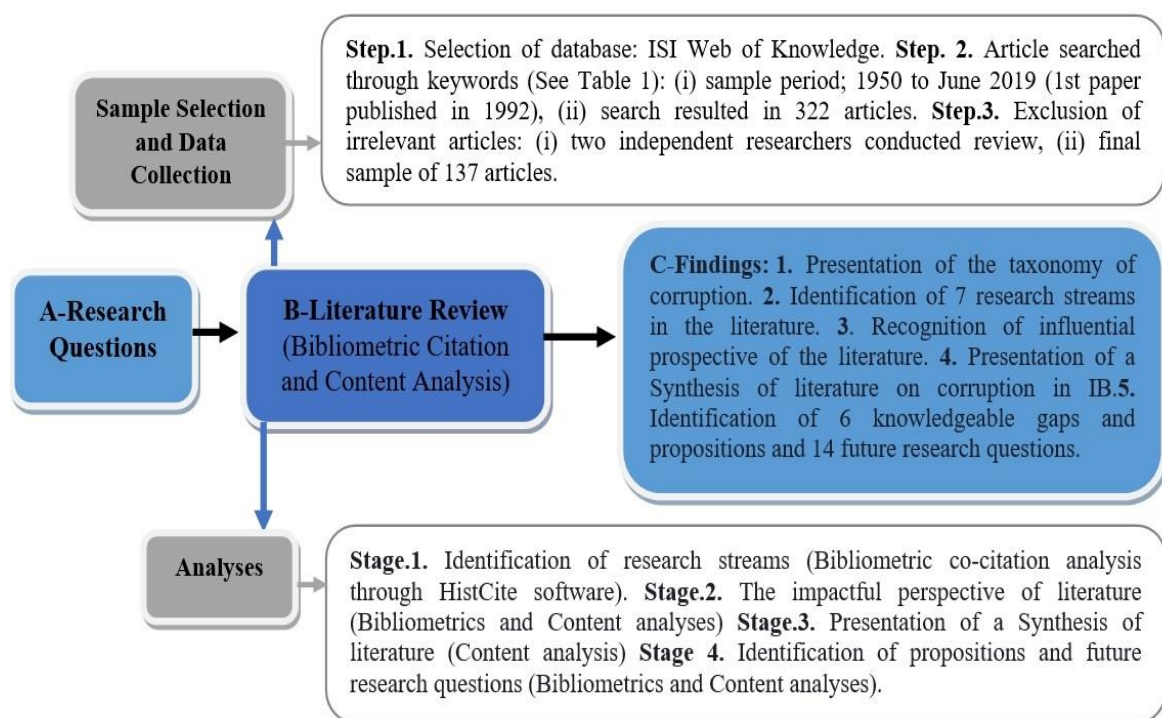 Sample Selection
and Data
Collection
Step.1. Selection of database: ISI Web of Knowledge. Step. 2. Article searched
through keywords (See Table 1): (i) sample period; 1950 to June 2019 (1st paper
published in 1992), (ii) search resulted in 322 articles. Step.3. Exclusion of
irrelevant articles: (i) two independent researchers conducted review, (ii) final
sample of 137 articles.
A-Research
Questions
B-Literature Review
(Bibliometric Citation
and Content Analysis)
C-Findings: 1. Presentation of the taxonomy of
corruption. 2. Identification of 7 research streams
in the literature. 3. Recognition of influential
prospective of the literature. 4. Presentation of a
Synthesis of literature on corruption in IB.5.
Identification of 6 knowledgeable gaps and
propositions and 14 future research questions.
Analyses
Stage.1. Identification of research streams (Bibliometric co-citation analysis
through HistCite software). Stage.2. The impactful perspective of literature
(Bibliometrics and Content analyses) Stage.3. Presentation of a Synthesis of
literature (Content analysis) Stage 4. Identification of propositions and future
research questions (Bibliometrics and Content analyses).